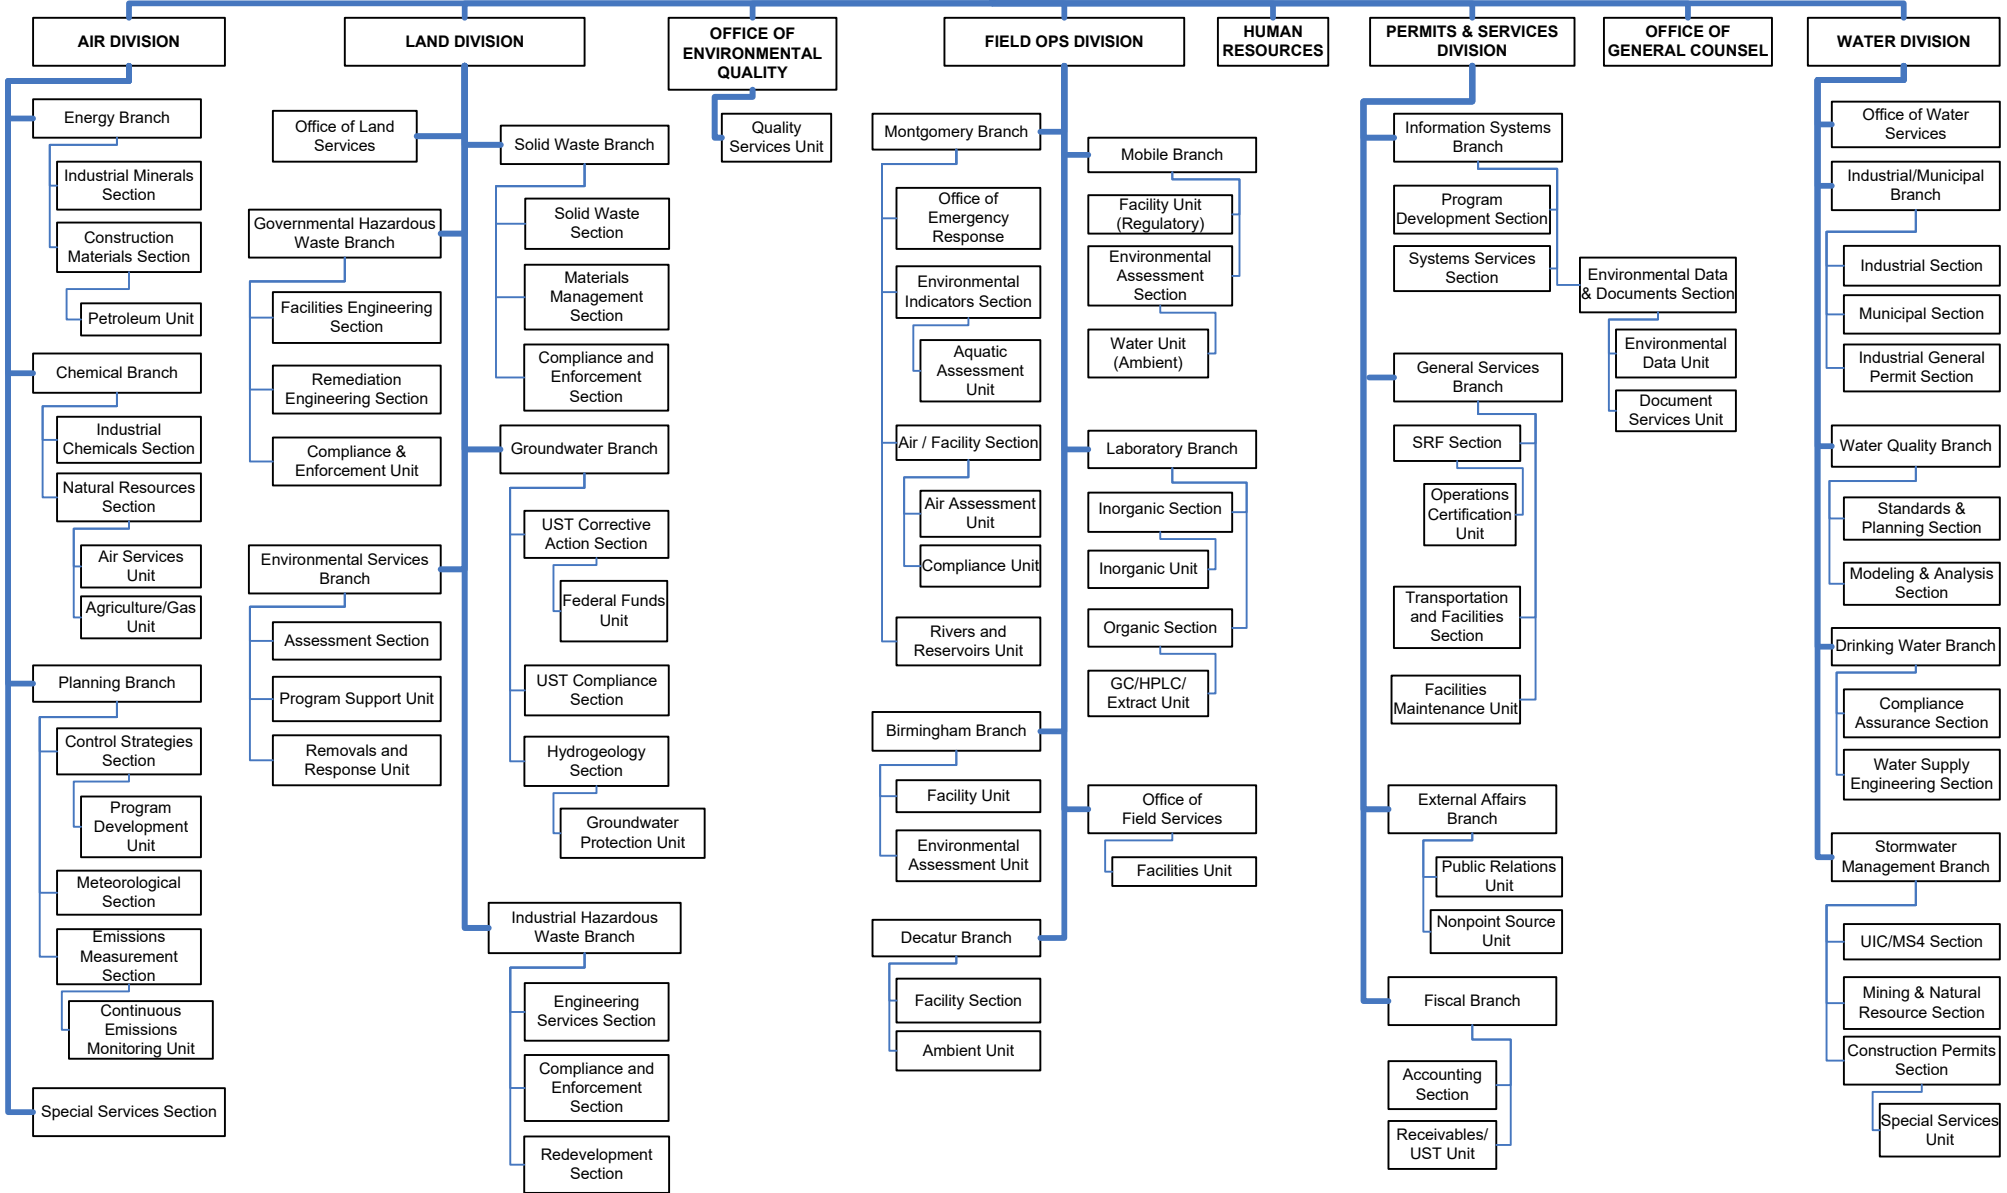 AIR DIVISION
Energy Branch
Industrial Minerals
Section
Construction
Materials Section
Petroleum Unit
Chemical Branch
Industrial
Chemicals Section
Natural Resources
Section
Air Services
Unit
Agriculture/Gas
Unit
Planning Branch
Control Strategies
Section
Program
Development
Unit
Meteorological
Section
Emissions
Measurement
Section
Continuous
Emissions
Monitoring Unit
Special Services Section
LAND DIVISION
Office of Land
Services
Governmental Hazardous
Waste Branch
Facilities Engineering
Section
Remediation
Engineering Section
Compliance &
Enforcement Unit
Environmental Services
Branch
Assessment Section
Program Support Unit
Removals and
Response Unit
Solid Waste Branch
Solid Waste
Section
Materials
Management
Section
Compliance and
Enforcement
Section
Groundwater Branch
UST Corrective
Action Section
Federal Funds
Unit
UST Compliance
Section
Hydrogeology
Section
Groundwater
Protection Unit
Industrial Hazardous
Waste Branch
Engineering
Services Section
Compliance and
Enforcement
Section
Redevelopment
Section
OFFICE OF
ENVIRONMENTAL
QUALITY
Quality
Services Unit
FIELD OPS DIVISION
Montgomery Branch
Office of
Emergency
Response
Environmental
Indicators Section
Aquatic
Assessment
Unit
Air / Facility Section
Air Assessment
Unit
Compliance Unit
Rivers and
Reservoirs Unit
Birmingham Branch
Facility Unit
Environmental
Assessment Unit
Decatur Branch
Facility Section
Ambient Unit
Mobile Branch
Facility Unit
(Regulatory)
Environmental
Assessment
Section
Water Unit
(Ambient)
Laboratory Branch
Inorganic Section
Inorganic Unit
Organic Section
GC/HPLC/
Extract Unit
Office of
Field Services
Facilities Unit
HUMAN
RESOURCES
PERMITS & SERVICES
DIVISION
Information Systems
Branch
Program
Development Section
Systems Services
Section
Environmental Data
& Documents Section
Environmental
Data Unit
Document
Services Unit
General Services
Branch
SRF Section
Operations
Certification
Unit
Transportation
and Facilities
Section
Facilities
Maintenance Unit
External Affairs
Branch
Public Relations
Unit
Nonpoint Source
Unit
Fiscal Branch
Accounting
Section
Receivables/
UST Unit
OFFICE OF
GENERAL COUNSEL
WATER DIVISION
Office of Water
Services
Industrial/Municipal
Branch
Industrial Section
Municipal Section
Industrial General
Permit Section
Water Quality Branch
Standards &
Planning Section
Modeling & Analysis
Section
Drinking Water Branch
Compliance
Assurance Section
Water Supply
Engineering Section
Stormwater
Management Branch
UIC/MS4 Section
Mining & Natural
Resource Section
Construction Permits
Section
Special Services
Unit